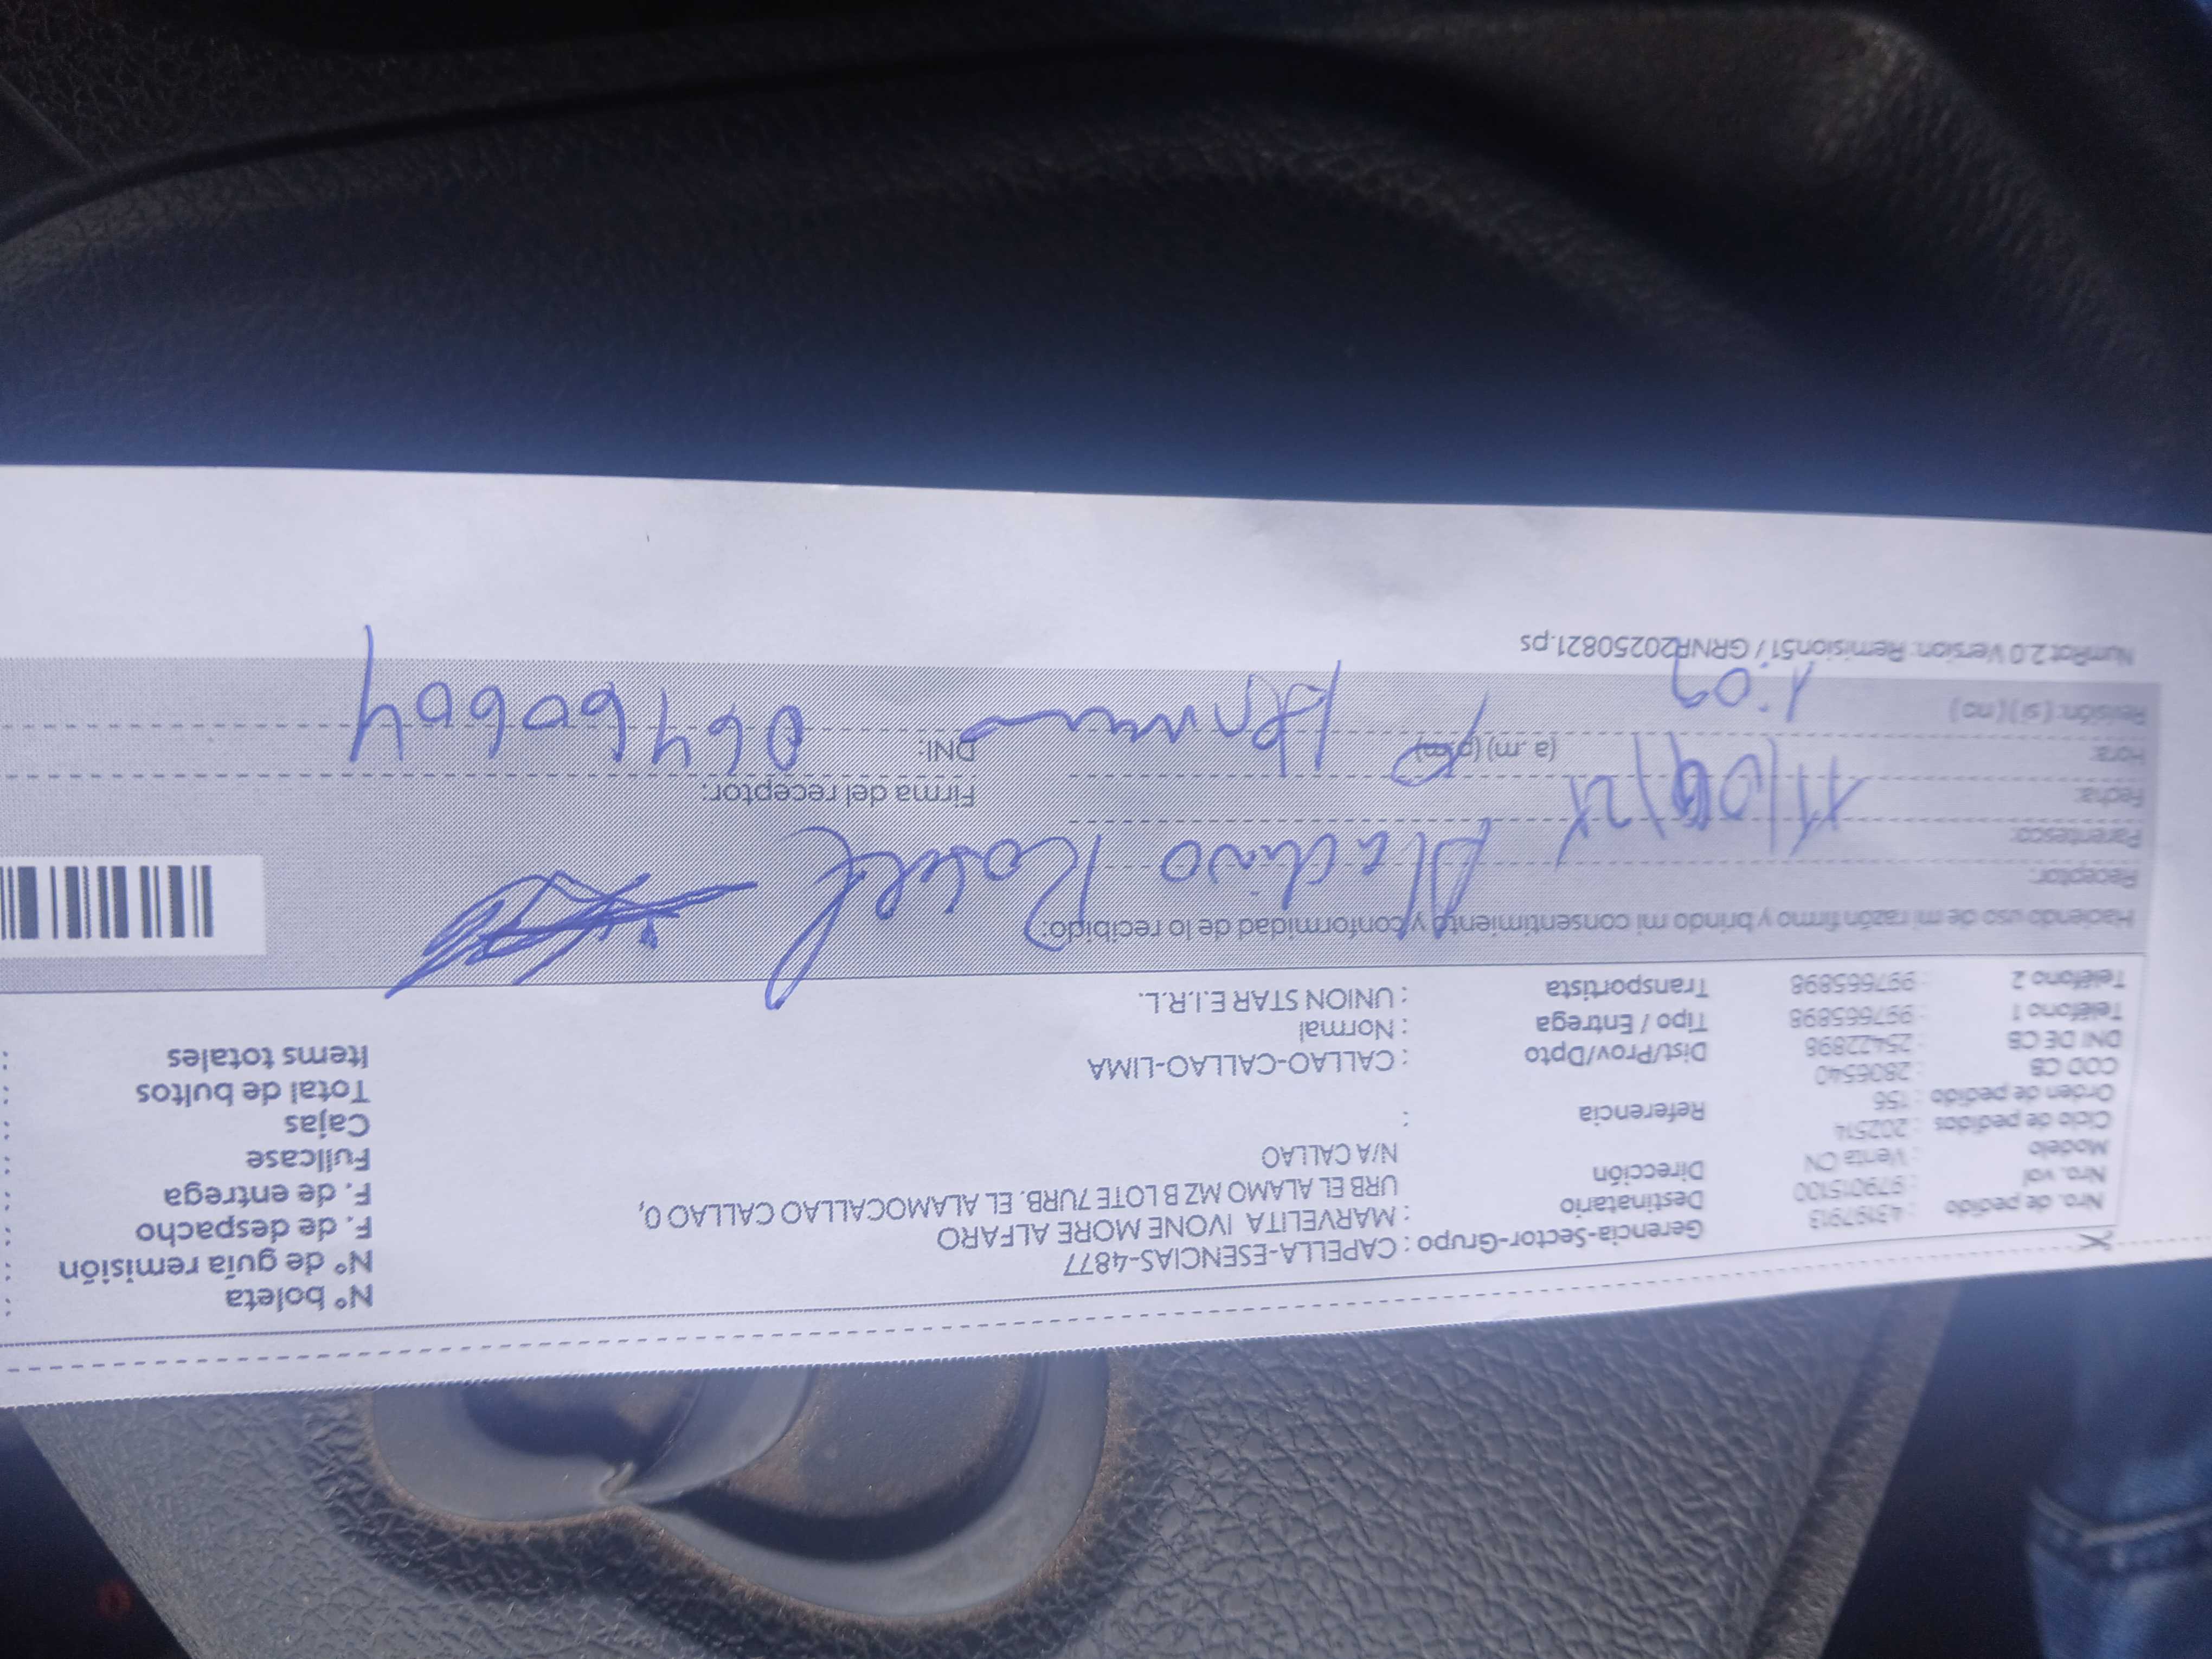 Nro. de pedido : 43197913
Nro. val : 979015100
Modelo : Venta CN
Ciclo de pedidos : 202514
Orden de pedido : 156
COD CB : 2806540
DNI DE CB : 25422898
Teléfono 1 : 997665898
Teléfono 2 : 997665898
Gerencia-Sector-Grupo : CAPELLA-ESENCIAS-4877
Destinatario : MARVELITA IVONE MORE ALFARO
Dirección URB EL ALAMO MZ B LOTE 7URB. EL ALAMOCALLAO CALLAO 0,
N/A CALLAO
Referencia :
Dist/Prov/Dpto : CALLAO-CALLAO-LIMA
Tipo / Entrega : Normal
Transportista : UNION STAR E.I.R.L.
N° boleta :
N° de guía remisión :
F. de despacho :
F. de entrega :
Fullcase :
Cajas :
Total de bultos :
Items totales :
Haciendo uso de mi razón firmo y brindo mi consentimiento y conformidad de lo recibido:
Receptor:
Parentesco:
Fecha:
Hora: (a. m) (p.m)
Revisión: (si) (no)
1:09
Firma del receptor:
DNI: 06460604
NumRot 2.0 Version: Remision51 / GRNR20250821.ps